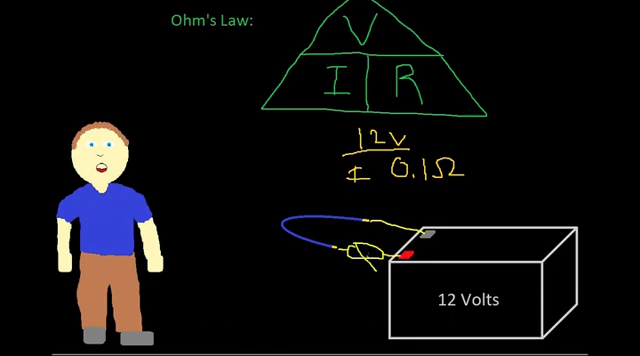 Ohm's Law:
V
I R
12V
I 0.1Ω
12 Volts